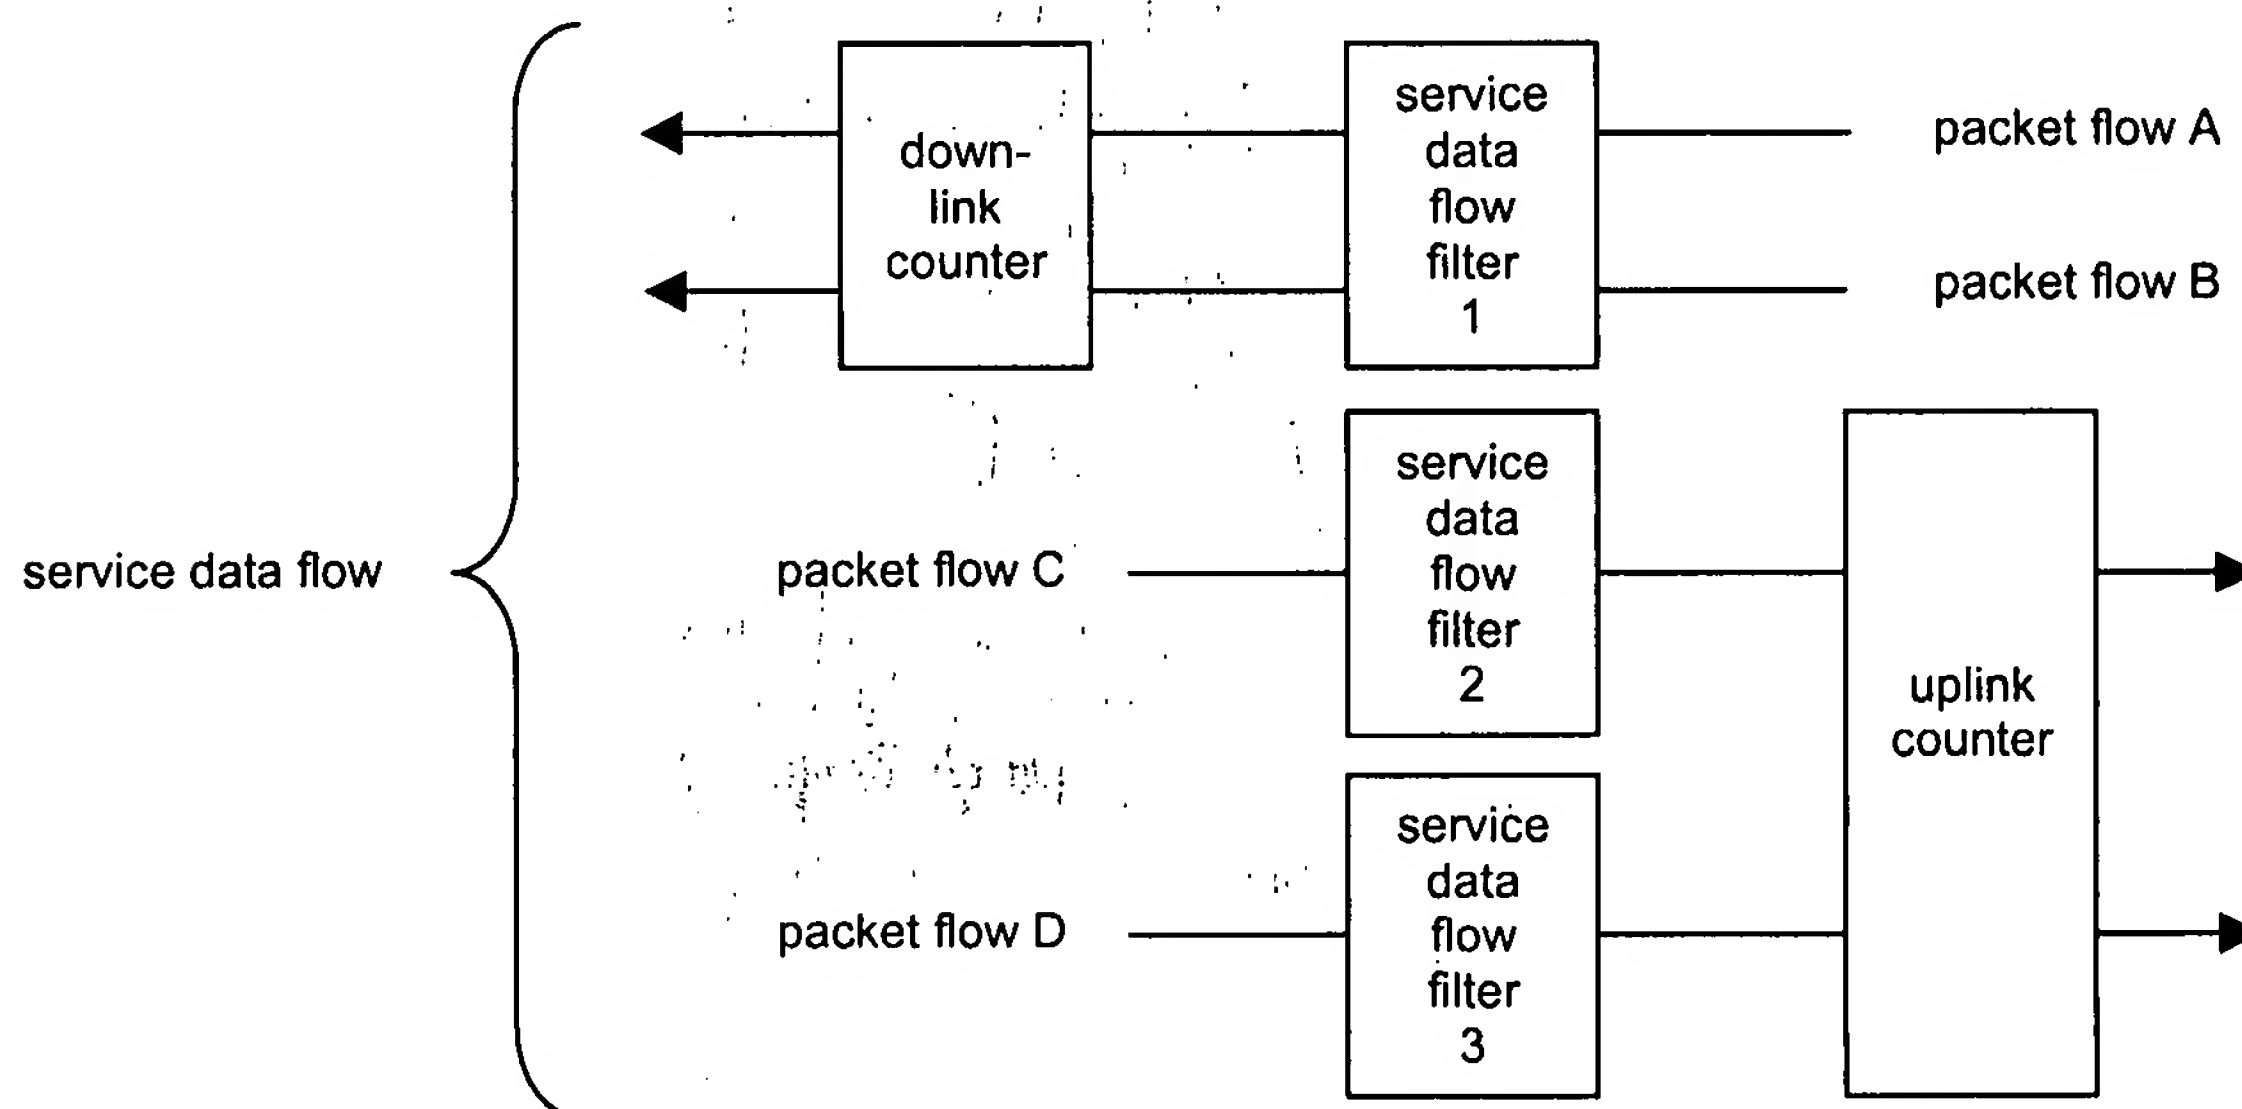 down-
link
counter
service
data
flow
filter
1
packet flow A
packet flow B
service data flow
packet flow C
service
data
flow
filter
2
uplink
counter
packet flow D
service
data
flow
filter
3